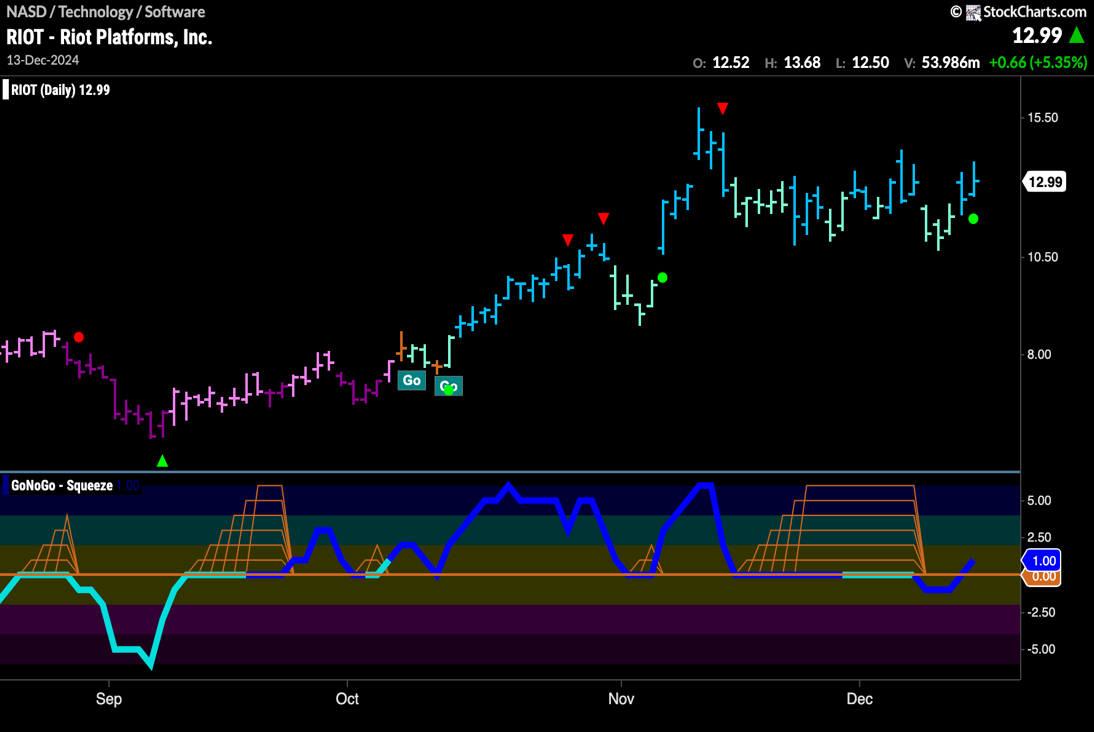 NASD / Technology / Software
© StockCharts.com
RIOT - Riot Platforms, Inc.
12.99
13-Dec-2024
O: 12.52 H: 13.68 L: 12.50 V: 53.986m +0.66 (+5.35%)
RIOT (Daily) 12.99
15.50
12.99
10.50
8.00
Go
Go
GoNoGo - Squeeze 1.00
5.00
2.50
1.00
0.00
-2.50
-5.00
Sep Oct Nov Dec